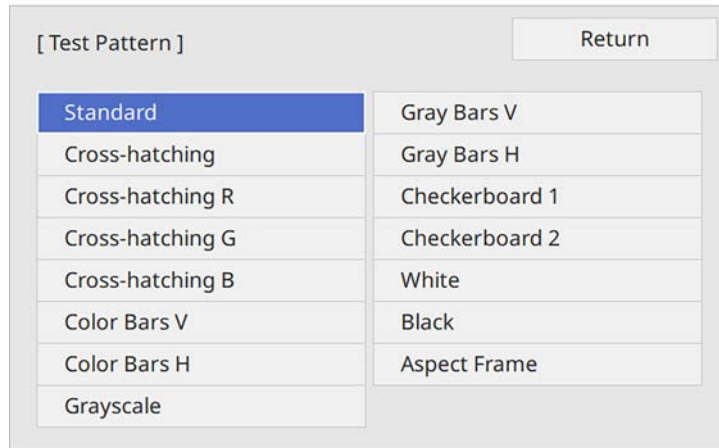 [ Test Pattern ]
Return
Standard
Cross-hatching
Cross-hatching R
Cross-hatching G
Cross-hatching B
Color Bars V
Color Bars H
Grayscale
Gray Bars V
Gray Bars H
Checkerboard 1
Checkerboard 2
White
Black
Aspect Frame